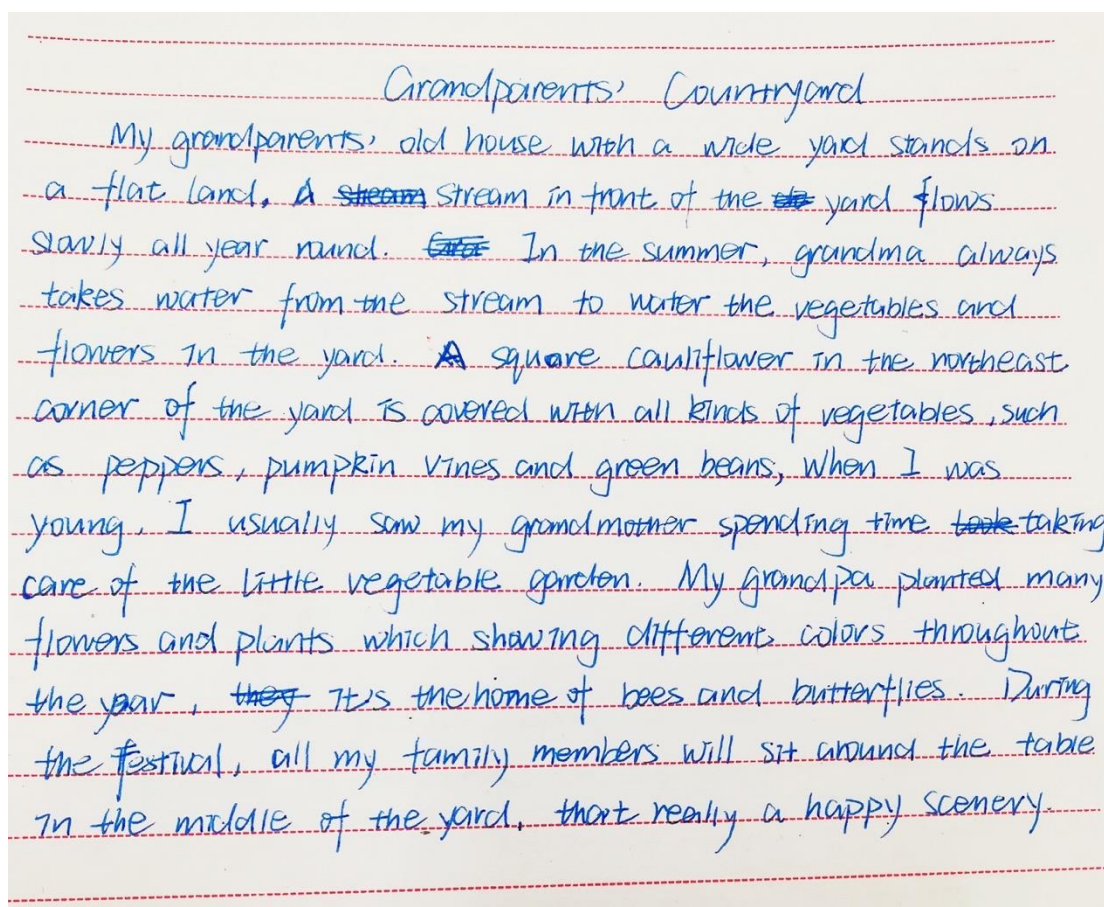 Grandparents' Countryard
My grandparents' old house with a wide yard stands on
a flat land. A stream in front of the yard flows
slowly all year round. In the summer, grandma always
takes water from the stream to water the vegetables and
flowers in the yard. A square cauliflower in the northeast
corner of the yard is covered with all kinds of vegetables, such
as peppers, pumpkin vines and green beans, when I was
young, I usually saw my grandmother spending time taking
care of the little vegetable garden. My grandpa planted many
flowers and plants which showing different colors throughout
the year, It's the home of bees and butterflies. During
the festival, all my family members will sit around the table
in the middle of the yard, that really a happy scenery.